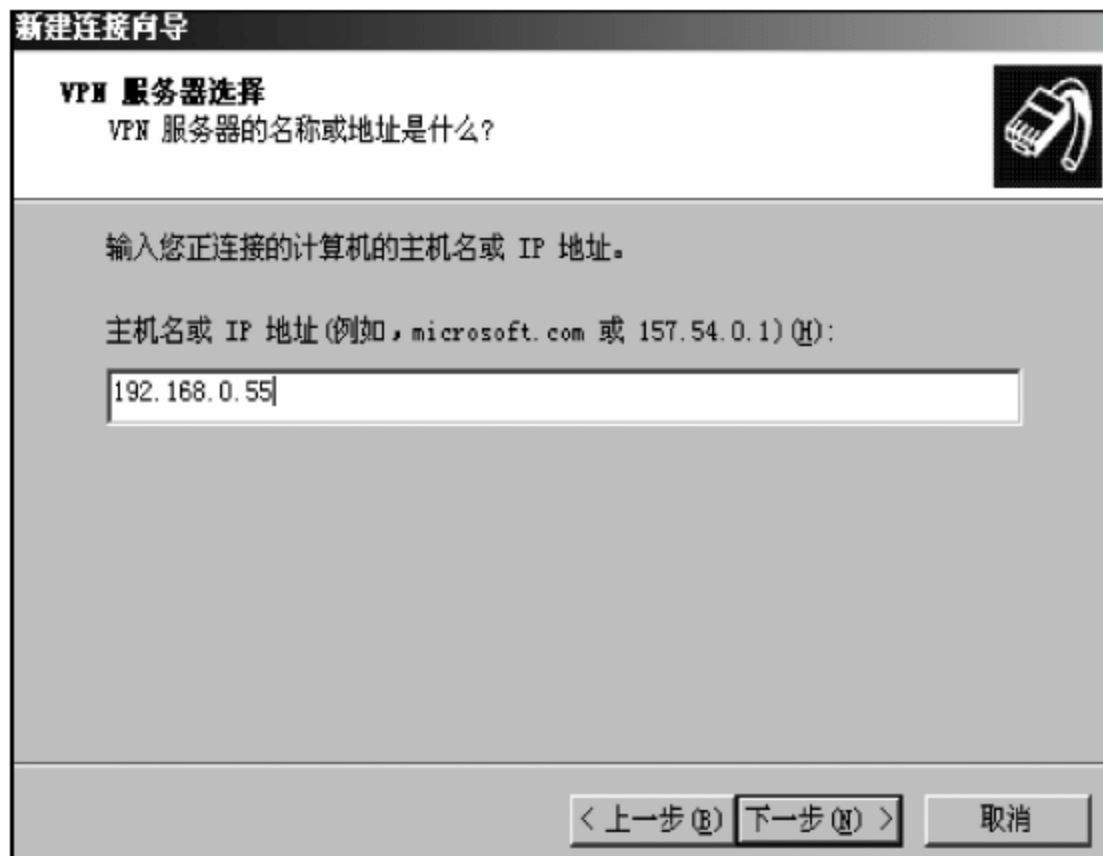 新建连接向导
VPN 服务器选择
VPN 服务器的名称或地址是什么?
输入您正连接的计算机的主机名或 IP 地址。
主机名或 IP 地址(例如，microsoft.com 或 157.54.0.1)(H):
192.168.0.55
< 上一步(B) 下一步(N) > 取消